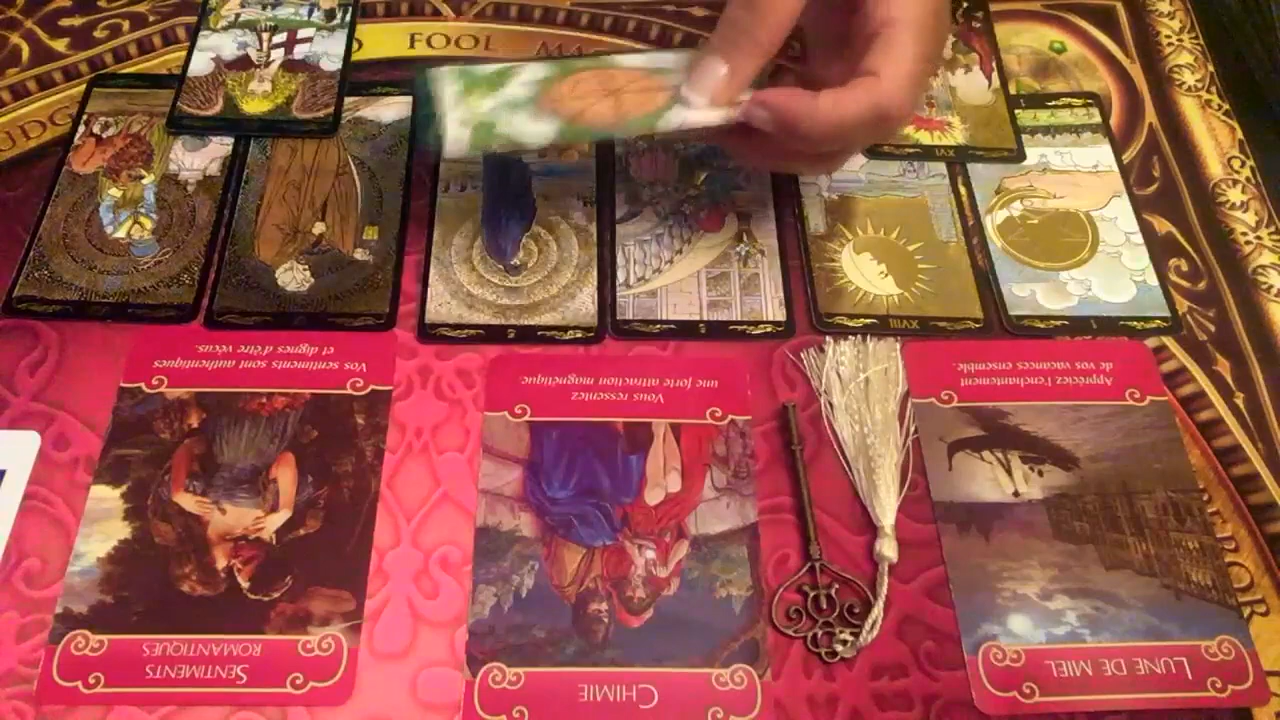 FOOL
XVIII
I
Vos sentiments sont authentiques
et dignes d'être vécus.
SENTIMENTS
ROMANTIQUES
Vous ressentez
une forte attraction magnétique.
CHIMIE
Appréciez l'enchantement
de vos vacances ensemble.
LUNE DE MIEL